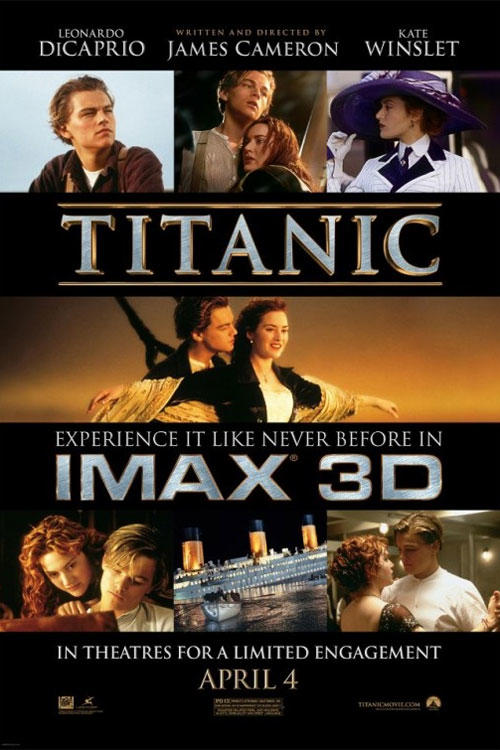 LEONARDO
DiCAPRIO
WRITTEN AND DIRECTED BY
JAMES CAMERON
KATE
WINSLET
TITANIC
EXPERIENCE IT LIKE NEVER BEFORE IN
IMAX® 3D
IN THEATRES FOR A LIMITED ENGAGEMENT
APRIL 4
TITANICMOVIE.COM